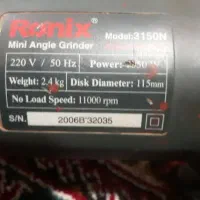 Ronix
Model: 3150N
Mini Angle Grinder
220 V / 50 Hz
Power:
Weight: 2.4 kg
Disk Diameter: 115mm
No Load Speed: 11000 rpm
S/N.
2006B'32035